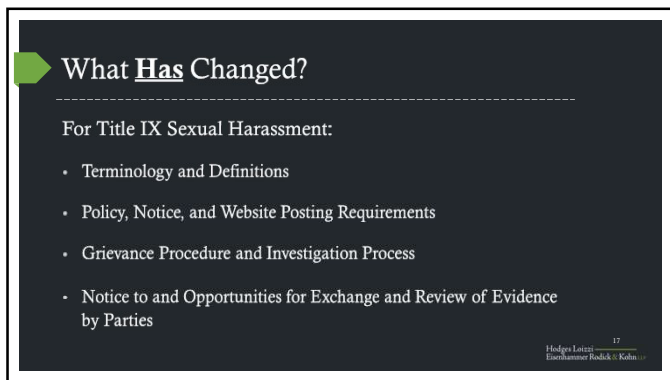 What Has Changed?
For Title IX Sexual Harassment:
• Terminology and Definitions
• Policy, Notice, and Website Posting Requirements
• Grievance Procedure and Investigation Process
• Notice to and Opportunities for Exchange and Review of Evidence
by Parties
17
Hodges Loizzi
Eisenhammer Rodick & Kohn LLP